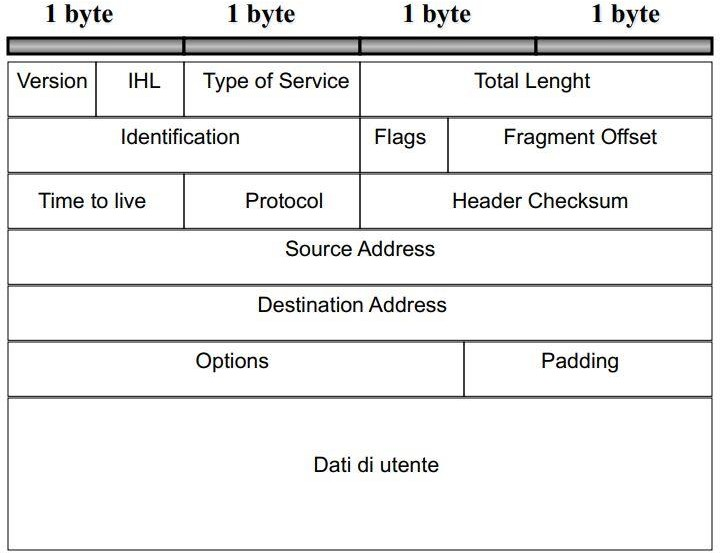 1 byte 1 byte 1 byte 1 byte
Version IHL Type of Service Total Lenght
Identification Flags Fragment Offset
Time to live Protocol Header Checksum
Source Address
Destination Address
Options Padding
Dati di utente